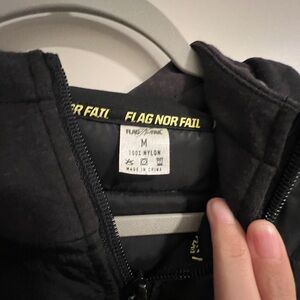 FLAG NOR FAIL
FLAG NOR FAIL
M
100% NYLON
MADE IN CHINA